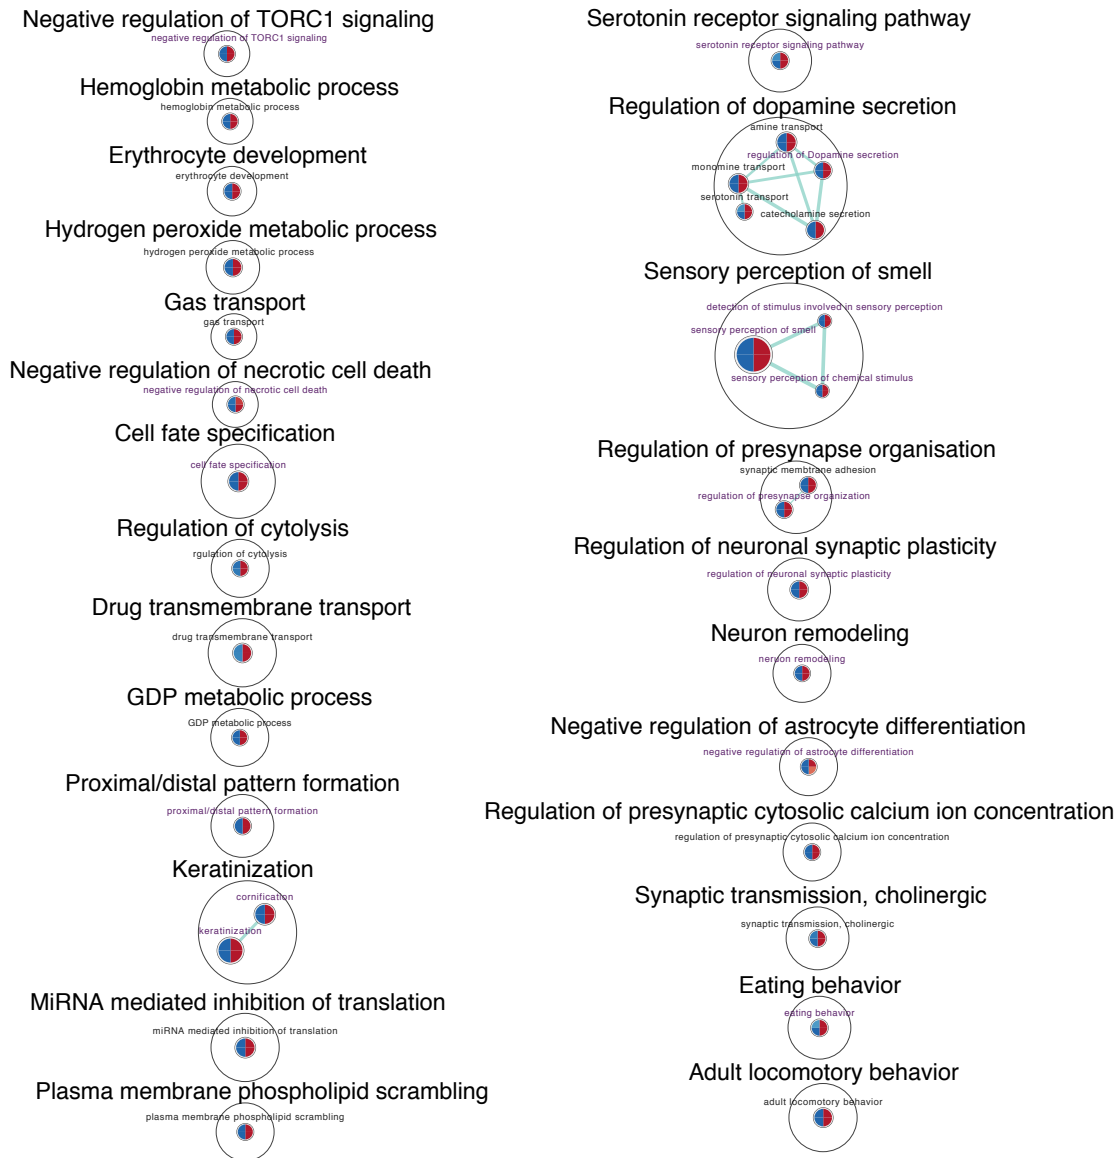 Negative regulation of TORC1 signaling
negative regulation of TORC1 signaling
Hemoglobin metabolic process
hemoglobin metabolic process
Erythrocyte development
erythrocyte development
Hydrogen peroxide metabolic process
hydrogen peroxide metabolic process
Gas transport
gas transport
Negative regulation of necrotic cell death
negative regulation of necrotic cell death
Cell fate specification
cell fate specification
Regulation of cytolysis
rgulation of cytolysis
Drug transmembrane transport
drug transmembrane transport
GDP metabolic process
GDP metabolic process
Proximal/distal pattern formation
proximal/distal pattern formation
Keratinization
cornification
keratinization
MiRNA mediated inhibition of translation
miRNA mediated inhibition of translation
Plasma membrane phospholipid scrambling
plasma membrane phospholipid scrambling
Serotonin receptor signaling pathway
serotonin receptor signaling pathway
Regulation of dopamine secretion
amine transport
regulation of Dopamine secretion
monomine transport
serotonin transport
catecholamine secretion
Sensory perception of smell
detection of stimulus involved in sensory perception
sensory perception of smell
sensory perception of chemical stimulus
Regulation of presynapse organisation
synaptic membtrane adhesion
regulation of presynapse organization
Regulation of neuronal synaptic plasticity
regulation of neuronal synaptic plasticity
Neuron remodeling
neruon remodeling
Negative regulation of astrocyte differentiation
negative regulation of astrocyte differentiation
Regulation of presynaptic cytosolic calcium ion concentration
regulation of presynaptic cytosolic calcium ion concentration
Synaptic transmission, cholinergic
synaptic transmission, cholinergic
Eating behavior
eating behavior
Adult locomotory behavior
adult locomotory behavior